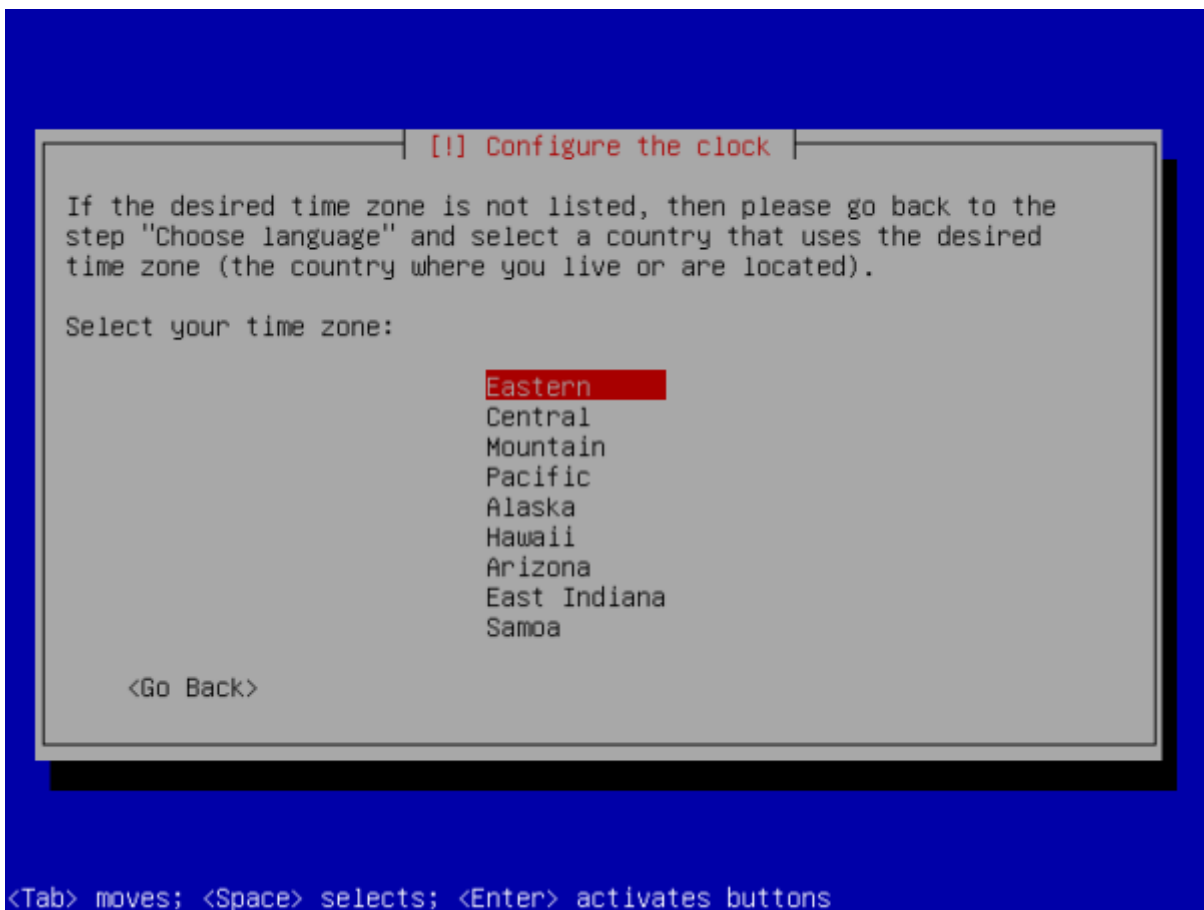 [!] Configure the clock
If the desired time zone is not listed, then please go back to the
step "Choose language" and select a country that uses the desired
time zone (the country where you live or are located).
Select your time zone:
Eastern
Central
Mountain
Pacific
Alaska
Hawaii
Arizona
East Indiana
Samoa
<Go Back>
<Tab> moves; <Space> selects; <Enter> activates buttons